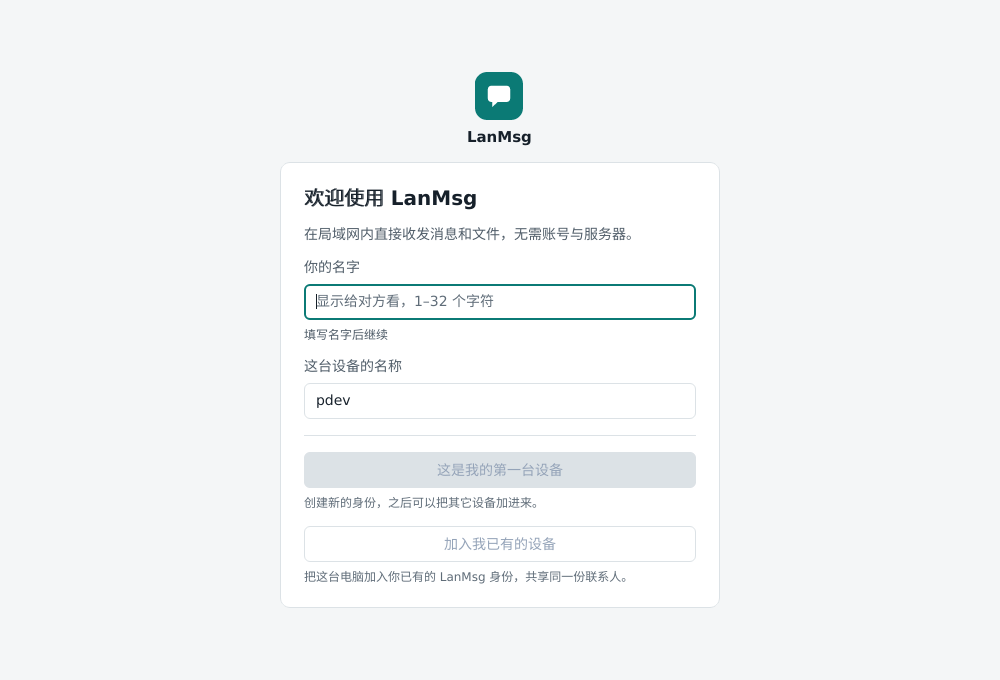 LanMsg
欢迎使用 LanMsg
在局域网内直接收发消息和文件，无需账号与服务器。
你的名字
显示给对方看，1–32 个字符
填写名字后继续
这台设备的名称
pdev
这是我的第一台设备
创建新的身份，之后可以把其它设备加进来。
加入我已有的设备
把这台电脑加入你已有的 LanMsg 身份，共享同一份联系人。